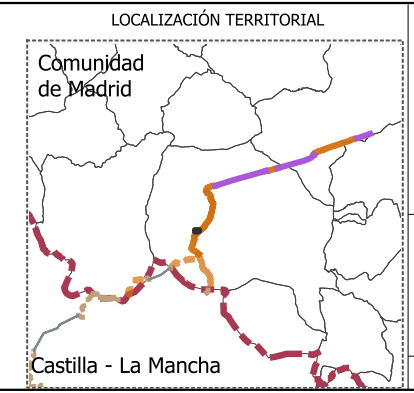 LOCALIZACIÓN TERRITORIAL
Comunidad
de Madrid
Castilla - La Mancha